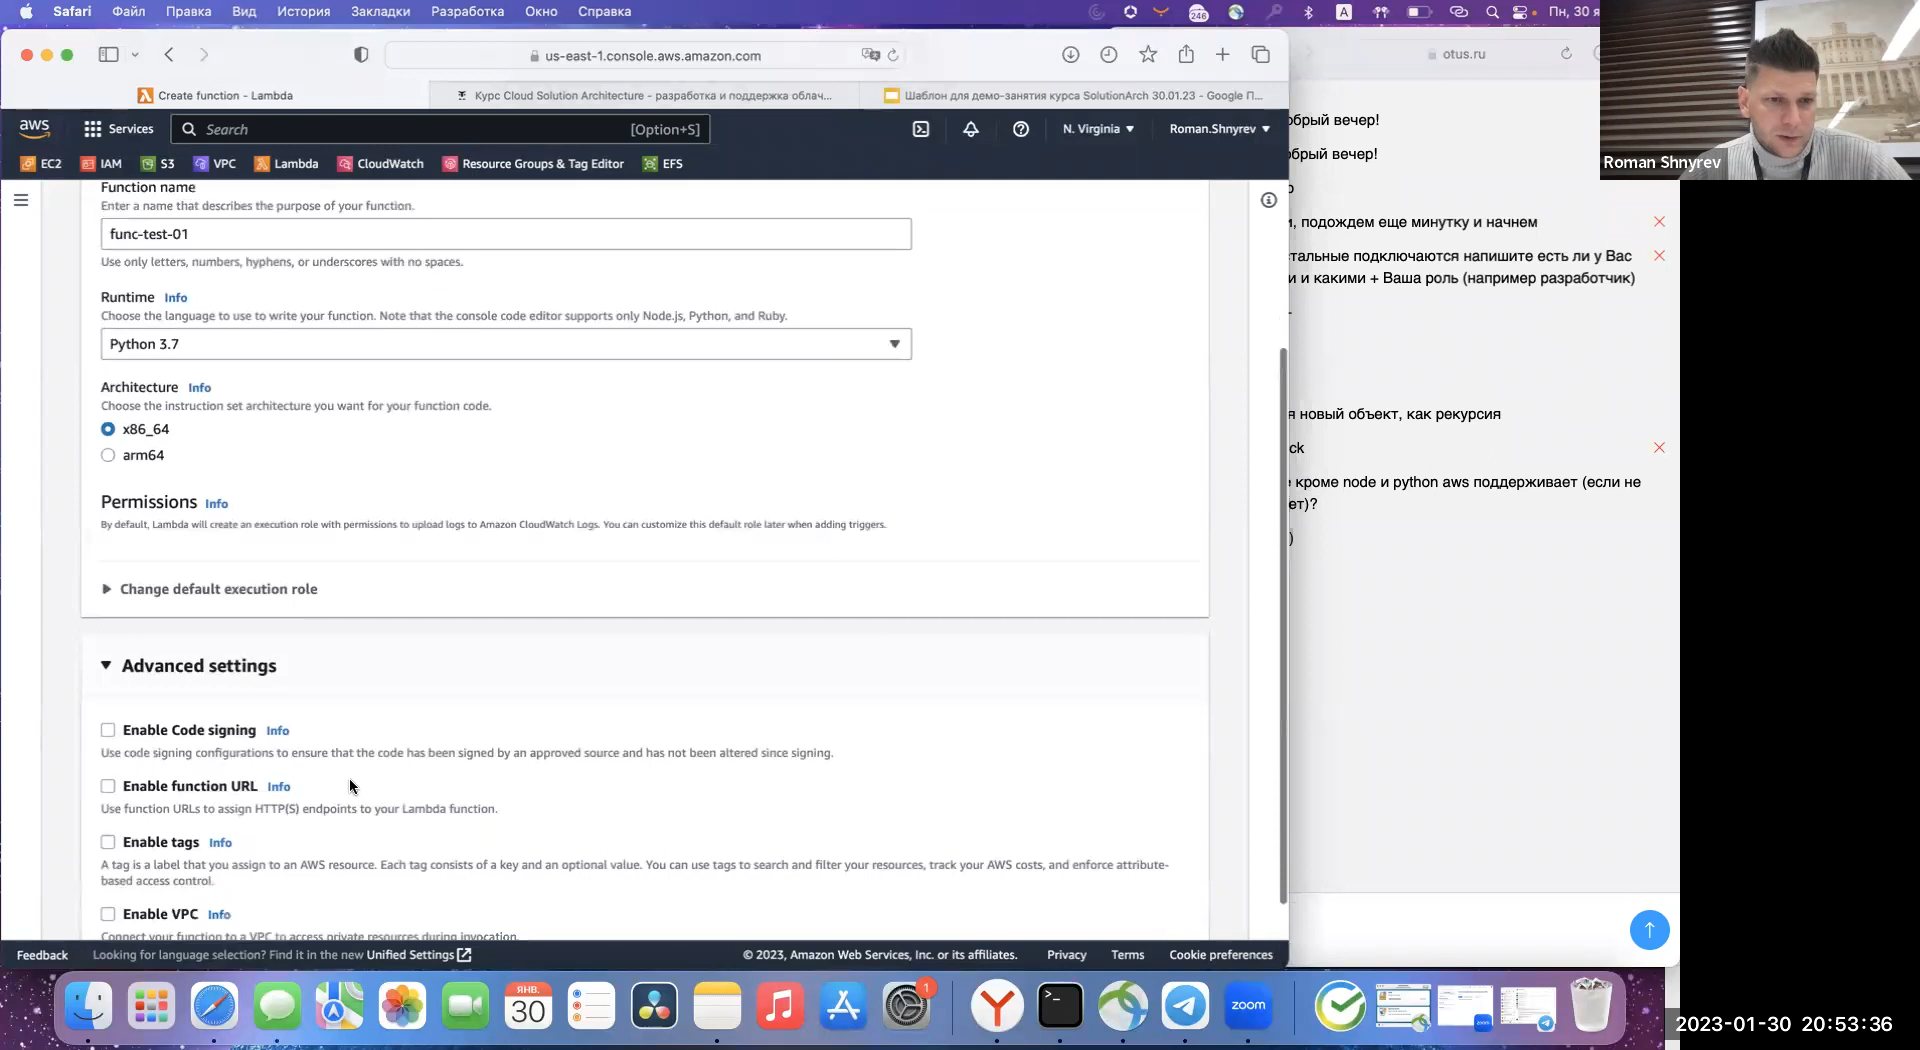 Safari Файл Правка Вид История Закладки Разработка Окно Справка
246
A
Пн, 30 я
us-east-1.console.aws.amazon.com
otus.ru
Create function - Lambda
Курс Cloud Solution Architecture - разработка и поддержка облач...
Шаблон для демо-занятия курса SolutionArch 30.01.23 - Google П...
aws
Services
Search
[Option+S]
N. Virginia
Roman.Shnyrev
EC2 IAM S3 VPC Lambda CloudWatch Resource Groups & Tag Editor EFS
Function name
Enter a name that describes the purpose of your function.
func-test-01
Use only letters, numbers, hyphens, or underscores with no spaces.
Runtime Info
Choose the language to use to write your function. Note that the console code editor supports only Node.js, Python, and Ruby.
Python 3.7
Architecture Info
Choose the instruction set architecture you want for your function code.
x86_64
arm64
Permissions Info
By default, Lambda will create an execution role with permissions to upload logs to Amazon CloudWatch Logs. You can customize this default role later when adding triggers.
Change default execution role
Advanced settings
Enable Code signing Info
Use code signing configurations to ensure that the code has been signed by an approved source and has not been altered since signing.
Enable function URL Info
Use function URLs to assign HTTP(S) endpoints to your Lambda function.
Enable tags Info
A tag is a label that you assign to an AWS resource. Each tag consists of a key and an optional value. You can use tags to search and filter your resources, track your AWS costs, and enforce attribute-
based access control.
Enable VPC Info
Connect your function to a VPC to access private resources during invocation.
Feedback
Looking for language selection? Find it in the new Unified Settings
© 2023, Amazon Web Services, Inc. or its affiliates.
Privacy
Terms
Cookie preferences
обрый вечер!
обрый вечер!
о
и, подождем еще минутку и начнем
стальные подключаются напишите есть ли у Вас
и и какими + Ваша роль (например разработчик)
я новый объект, как рекурсия
ck
е кроме node и python aws поддерживает (если не
ет)?
)
Roman Shnyrev
ЯНВ.
30
1
zoom
2023-01-30 20:53:36